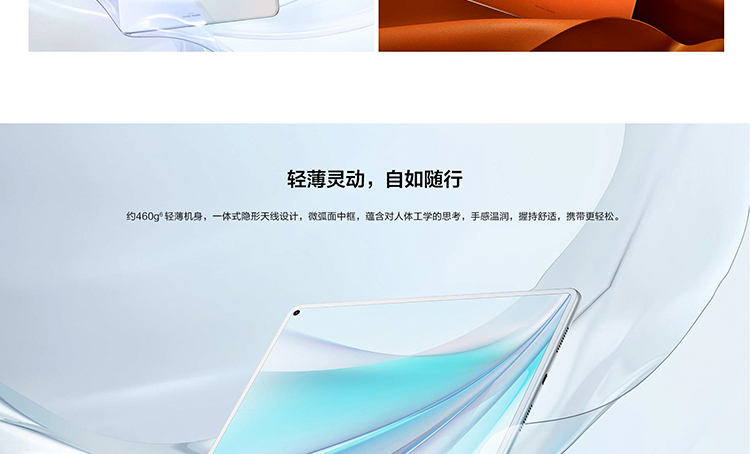 轻薄灵动，自如随行
约460g⁶ 轻薄机身，一体式隐形天线设计，微弧面中框，蕴含对人体工学的思考，手感温润，握持舒适，携带更轻松。